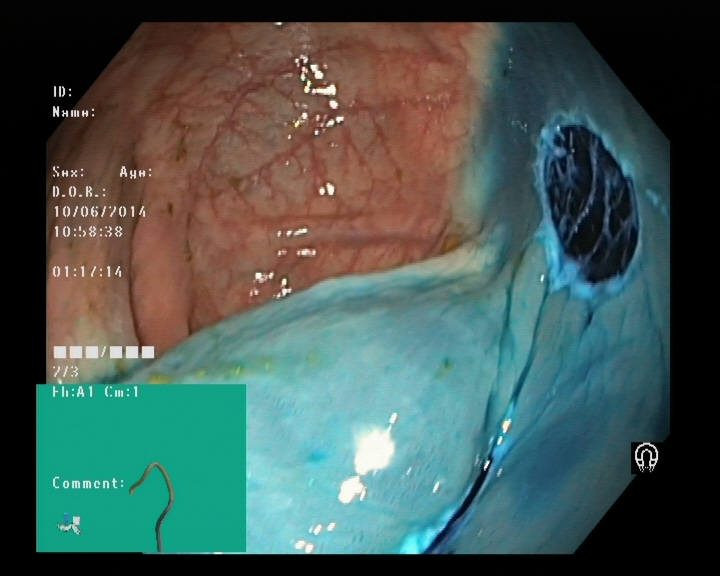 ID:
Name:
Sex: Age:
D.O.B.:
10/06/2014
10:58:38
01:17:14
■■■/■■■
2/3
Eh:A1 Cm:1
Comment: